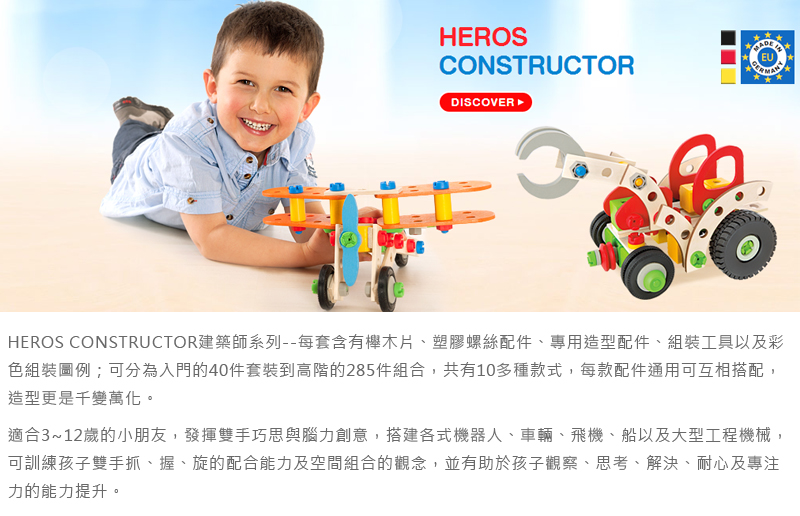 HEROS
CONSTRUCTOR
DISCOVER
MADE IN
EU
GERMANY
HEROS CONSTRUCTOR建築師系列--每套含有櫸木片、塑膠螺絲配件、專用造型配件、組裝工具以及彩
色組裝圖例；可分為入門的40件套裝到高階的285件組合，共有10多種款式，每款配件通用可互相搭配，
造型更是千變萬化。
適合3~12歲的小朋友，發揮雙手巧思與腦力創意，搭建各式機器人、車輛、飛機、船以及大型工程機械，
可訓練孩子雙手抓、握、旋的配合能力及空間組合的觀念，並有助於孩子觀察、思考、解決、耐心及專注
力的能力提升。